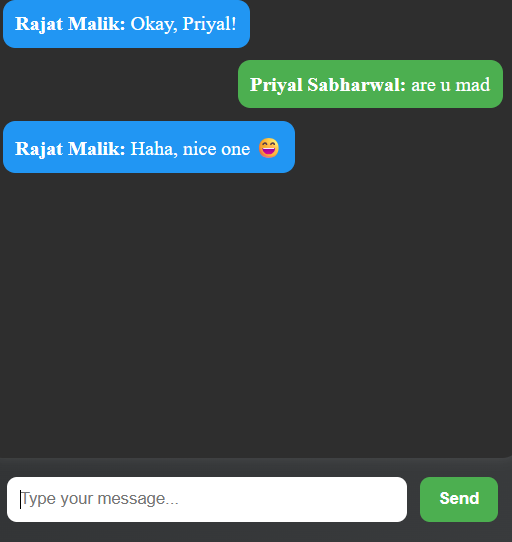 Rajat Malik: Okay, Priyal!
Priyal Sabharwal: are u mad
Rajat Malik: Haha, nice one 😄
Type your message...
Send